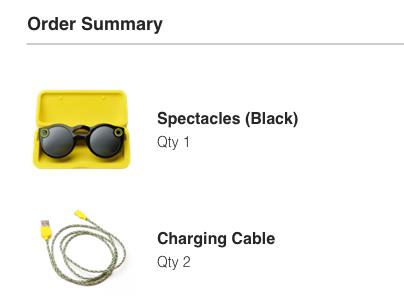 Order Summary
Spectacles (Black)
Qty 1
Charging Cable
Qty 2